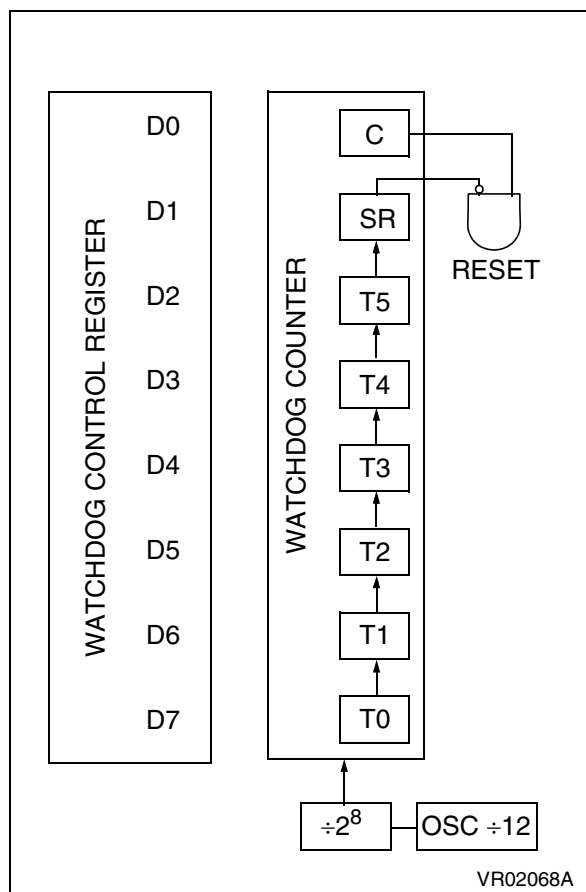 WATCHDOG CONTROL REGISTER
D0
D1
D2
D3
D4
D5
D6
D7
WATCHDOG COUNTER
C
SR
T5
T4
T3
T2
T1
T0
RESET
÷2⁸
OSC ÷12
VR02068A